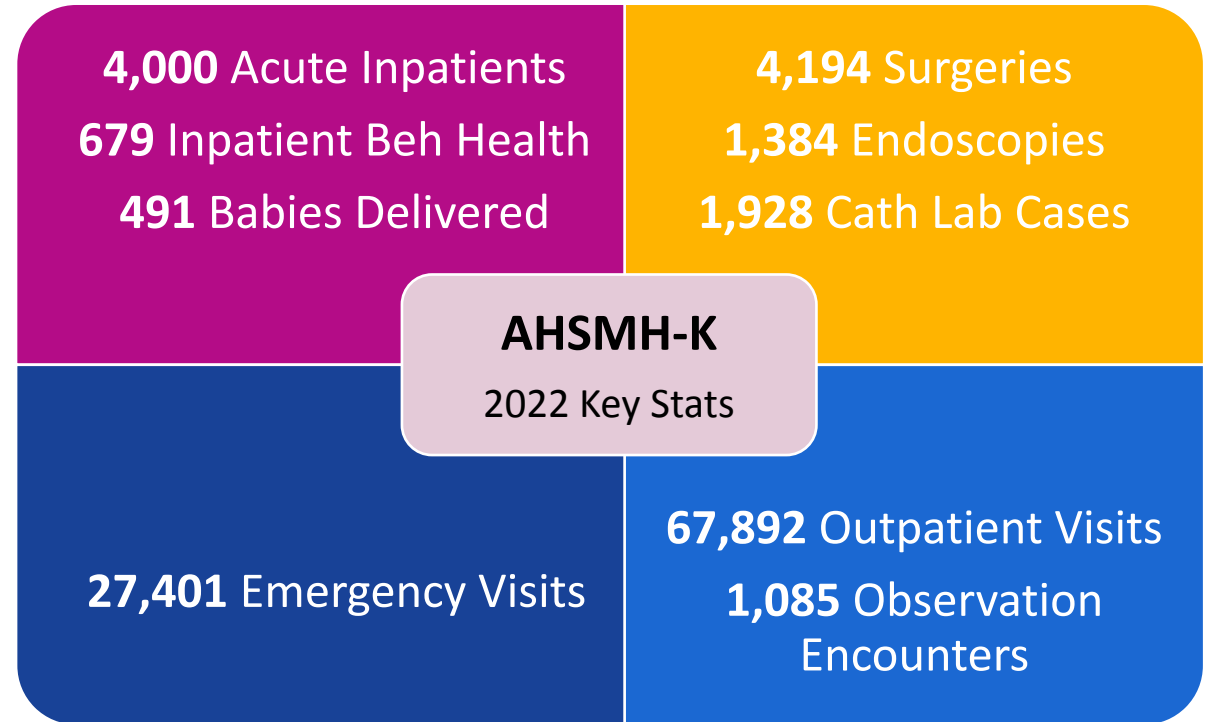 4,000 Acute Inpatients
679 Inpatient Beh Health
491 Babies Delivered
4,194 Surgeries
1,384 Endoscopies
1,928 Cath Lab Cases
AHSMH-K
2022 Key Stats
27,401 Emergency Visits
67,892 Outpatient Visits
1,085 Observation
Encounters